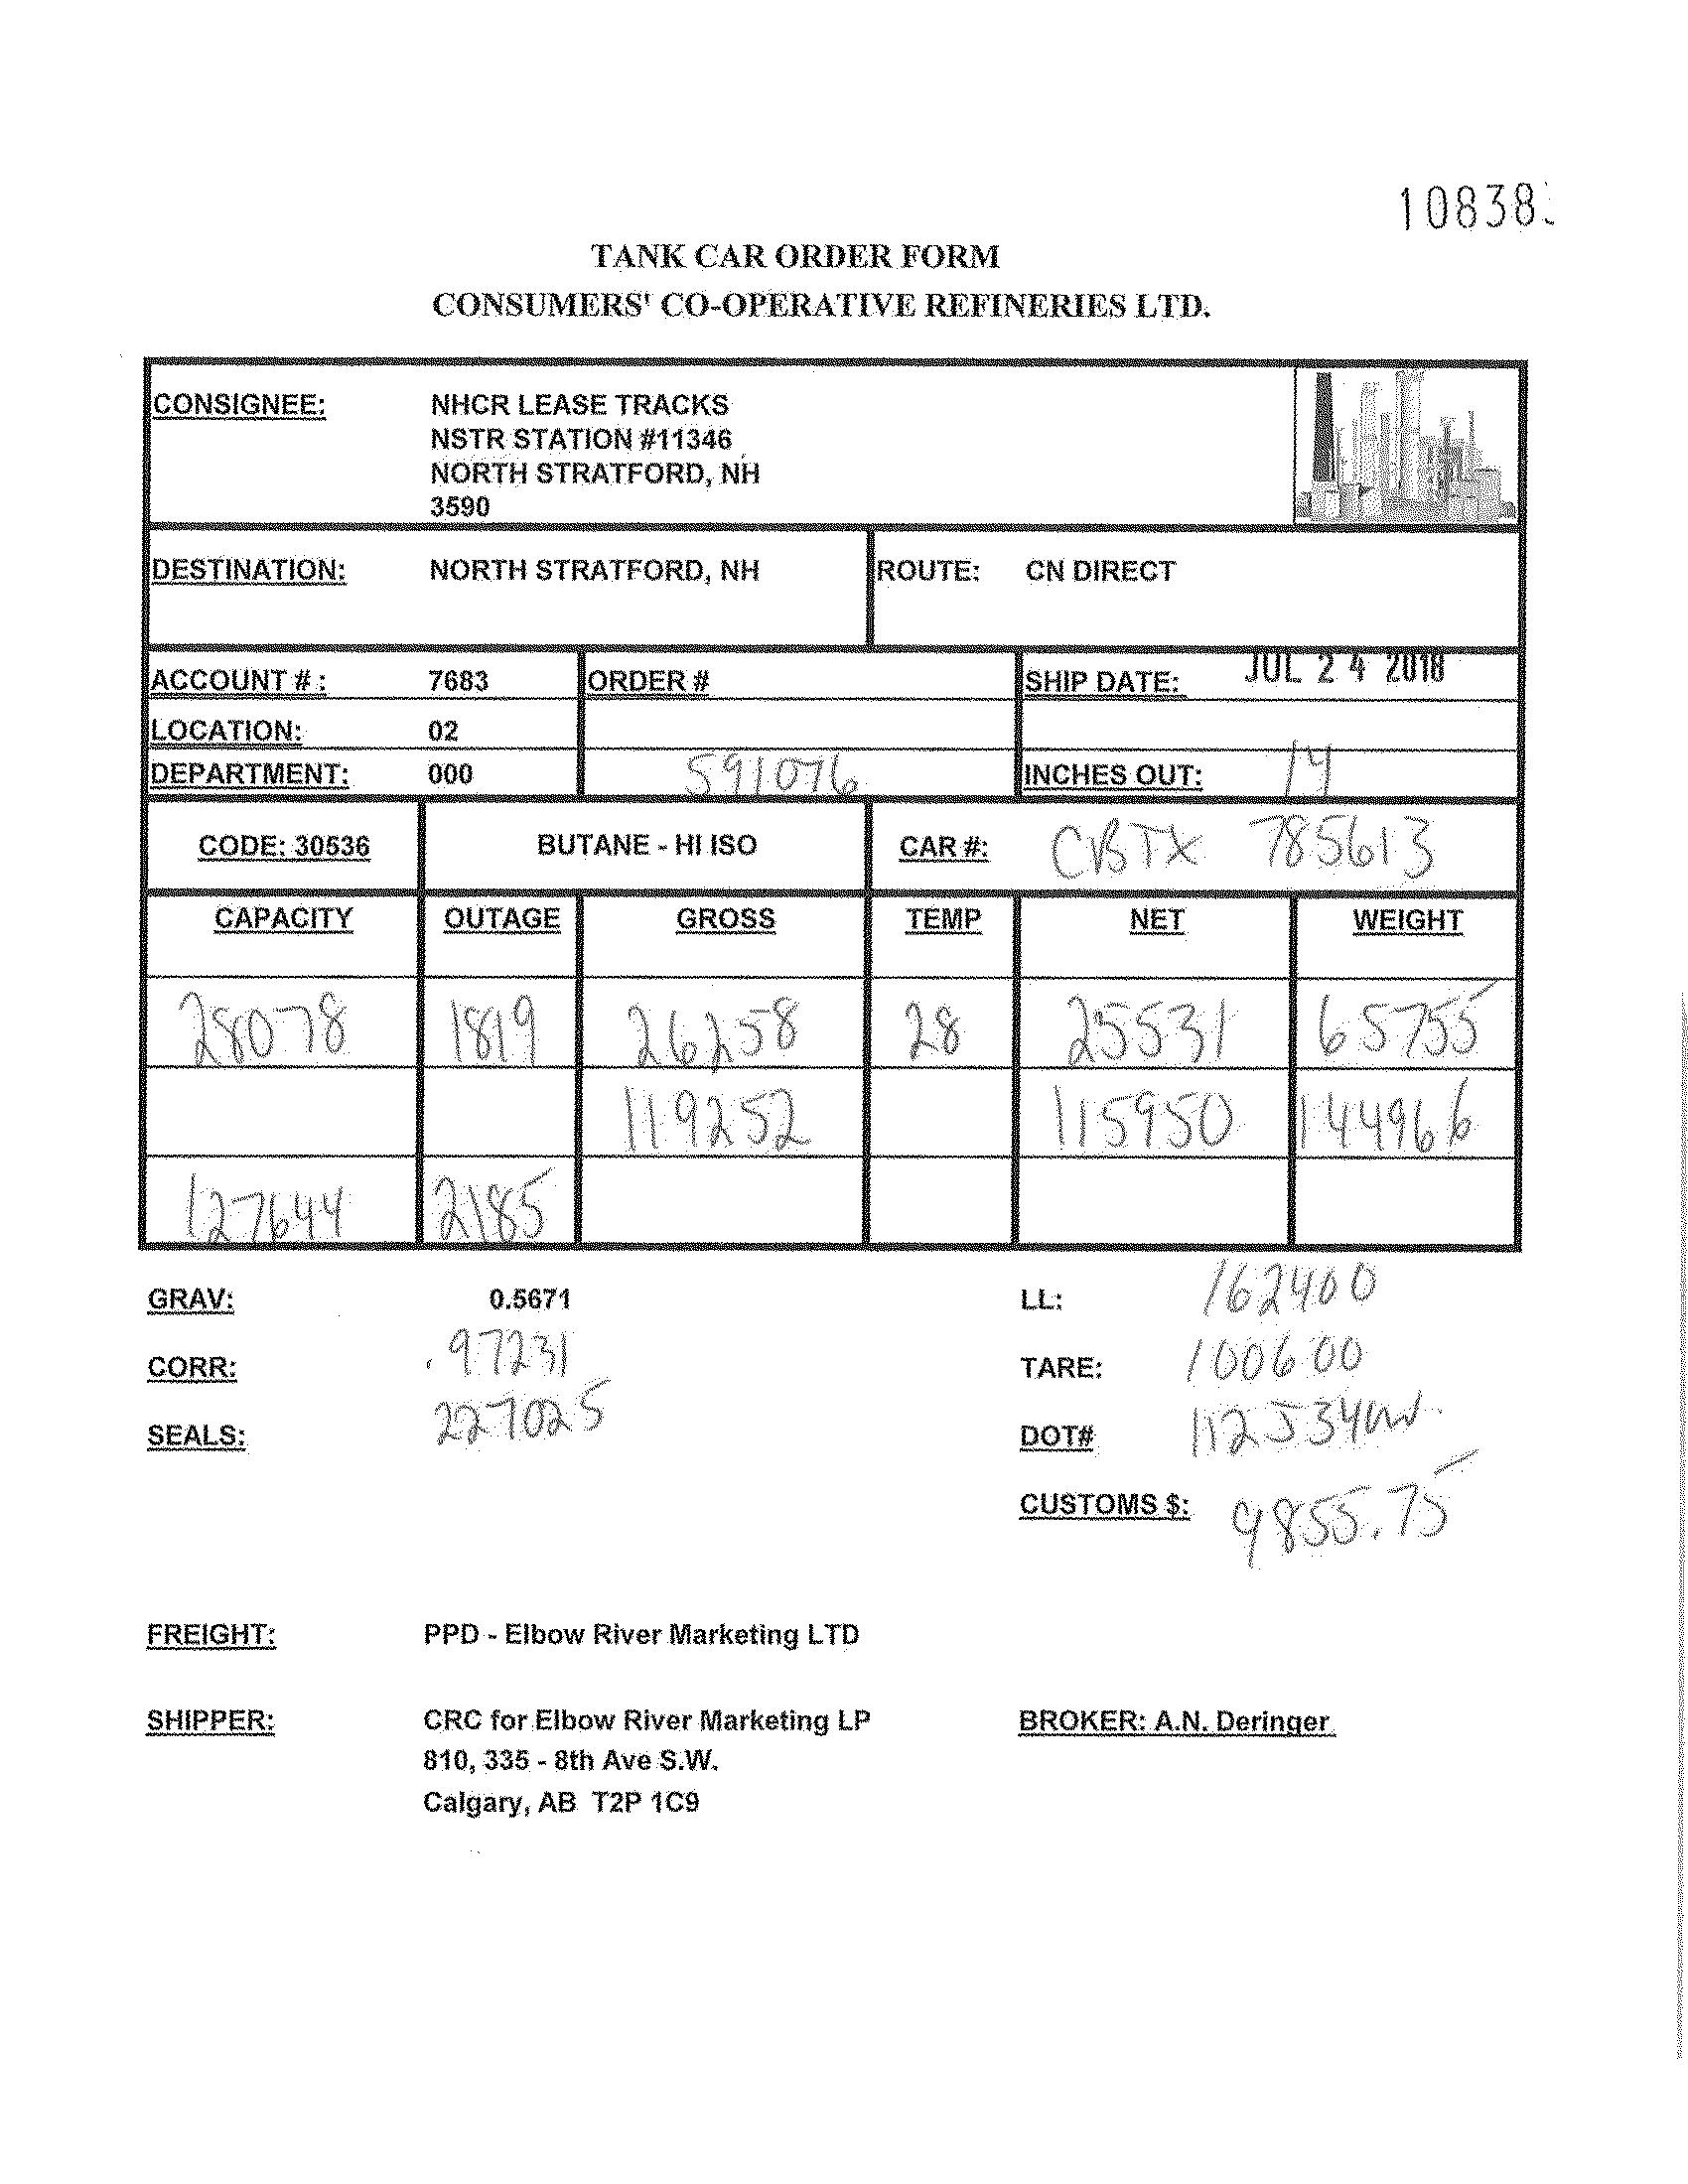 10838
TANK CAR ORDER FORM
CONSUMERS' CO-OPERATIVE REFINERIES LTD.
CONSIGNEE: NHCR LEASE TRACKS
NSTR STATION #11346
NORTH STRATFORD, NH
3590
DESTINATION: NORTH STRATFORD, NH ROUTE: CN DIRECT
ACCOUNT # : 7683 ORDER # SHIP DATE: JUL 24 2018
LOCATION: 02
DEPARTMENT: 000 591076 INCHES OUT: 14
CODE: 30536 BUTANE - HI ISO CAR #: CBTX 785613
CAPACITY OUTAGE GROSS TEMP NET WEIGHT
28078 1819 26258 28 25531 65755
119252 115950 144966
127644 2185
GRAV: 0.5671 LL: 162400
CORR: .97231 TARE: 100600
SEALS: 227025 DOT# 112J340W
CUSTOMS $: 9855.75
FREIGHT: PPD - Elbow River Marketing LTD
SHIPPER: CRC for Elbow River Marketing LP BROKER: A.N. Deringer
810, 335 - 8th Ave S.W.
Calgary, AB T2P 1C9